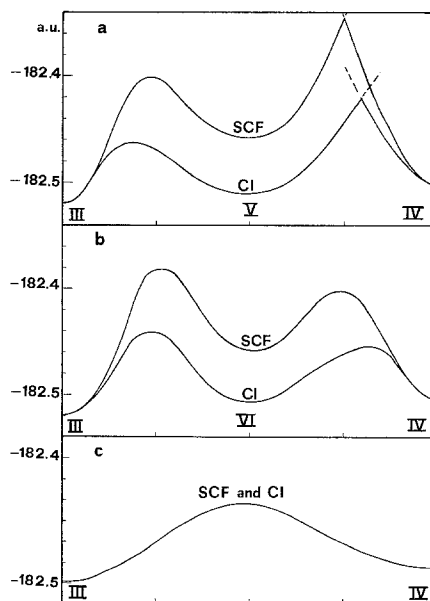 a.u.
a
−182.4
SCF
−182.5
CI
III
V
IV
b
−182.4
SCF
−182.5
CI
III
VI
IV
−182.4
c
SCF and CI
−182.5
III
IV